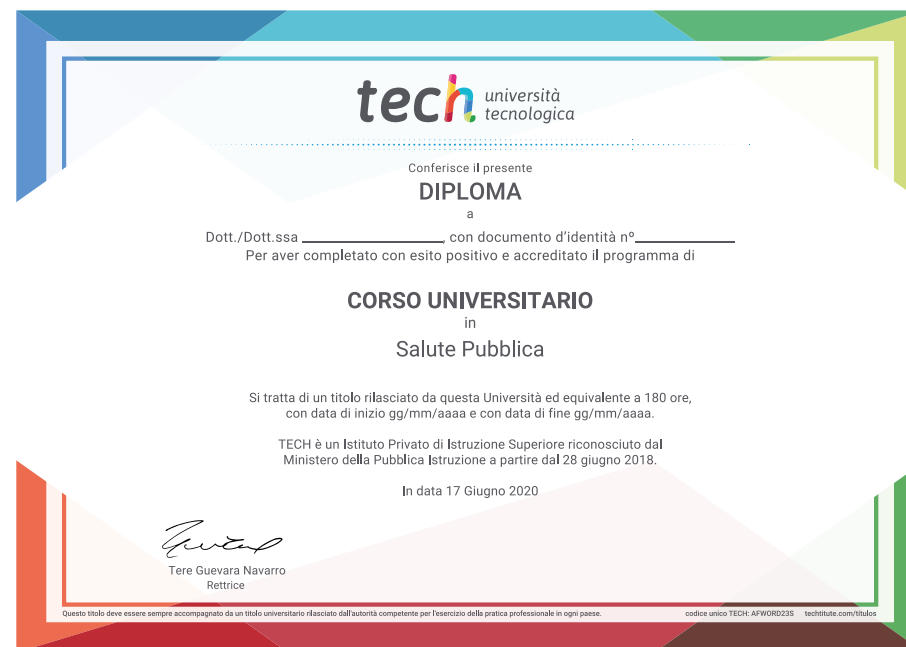 tech università
tecnologica
Conferisce il presente
DIPLOMA
a
Dott./Dott.ssa ____________________, con documento d'identità nº______________
Per aver completato con esito positivo e accreditato il programma di
CORSO UNIVERSITARIO
in
Salute Pubblica
Si tratta di un titolo rilasciato da questa Università ed equivalente a 180 ore,
con data di inizio gg/mm/aaaa e con data di fine gg/mm/aaaa.
TECH è un Istituto Privato di Istruzione Superiore riconosciuto dal
Ministero della Pubblica Istruzione a partire dal 28 giugno 2018.
In data 17 Giugno 2020
Tere Guevara Navarro
Rettrice
Questo titolo deve essere sempre accompagnato da un titolo universitario rilasciato dall'autorità competente per l'esercizio della pratica professionale in ogni paese. codice unico TECH: AFWORD23S techtitute.com/títulos